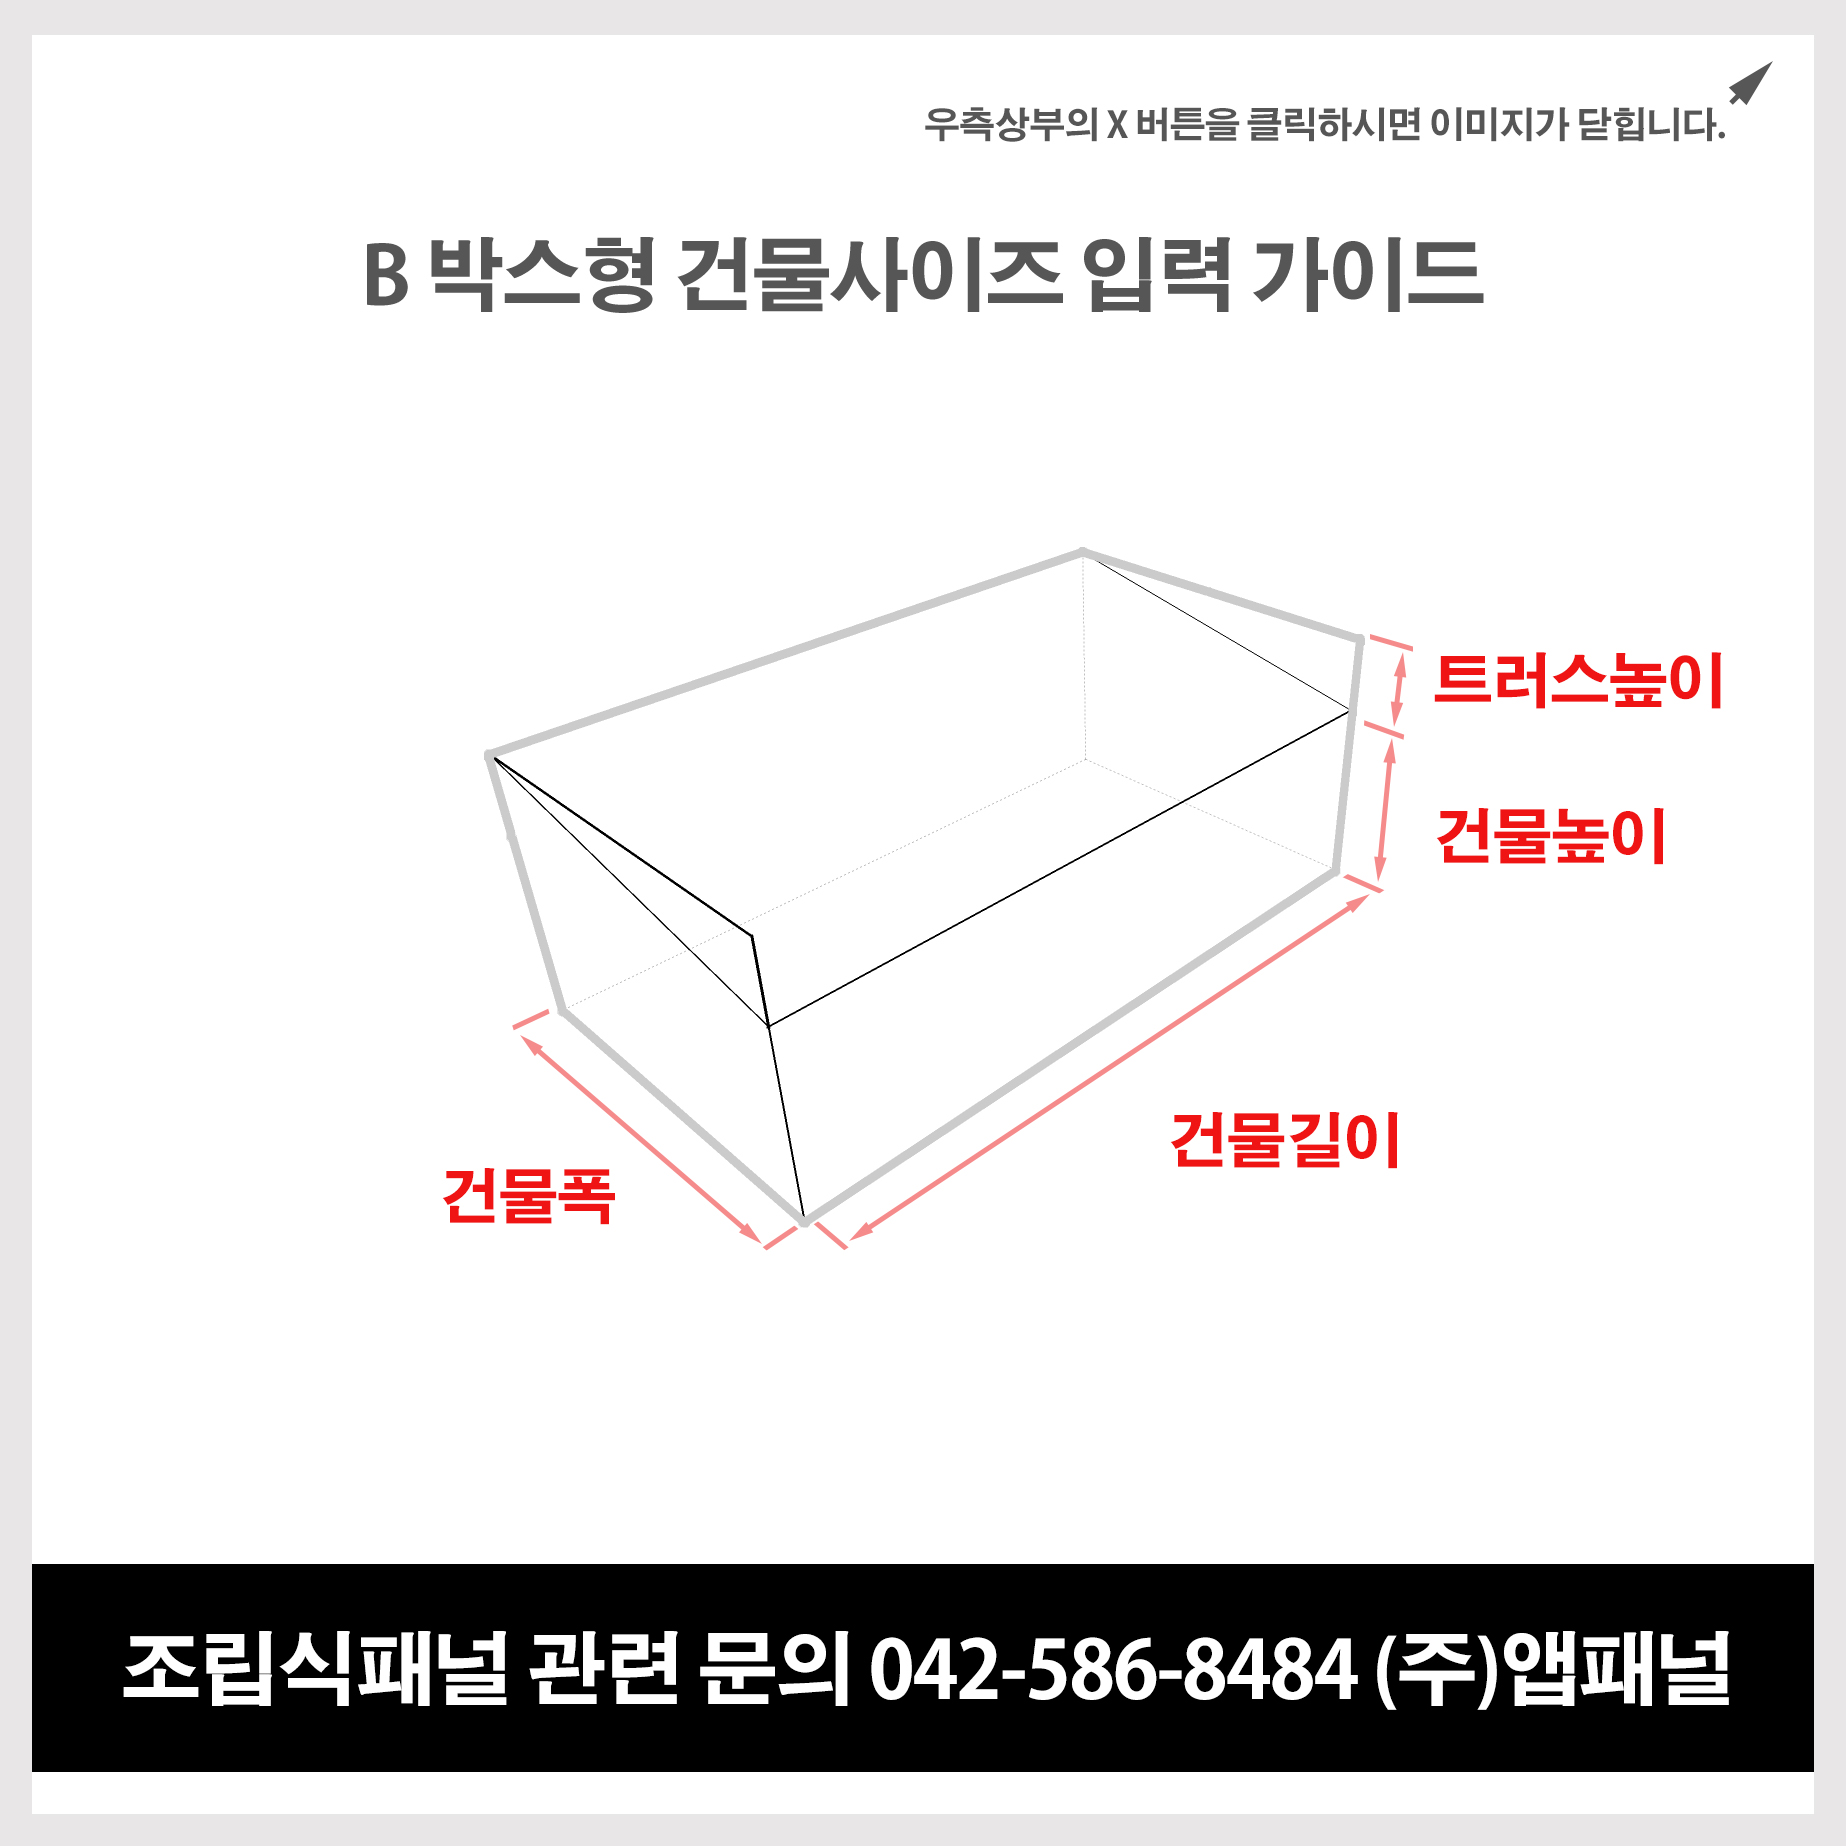 우측상부의 X 버튼을 클릭하시면 이미지가 닫힙니다.
B 박스형 건물사이즈 입력 가이드
트러스높이
건물높이
건물길이
건물폭
조립식패널 관련 문의 042-586-8484 (주)앱패널